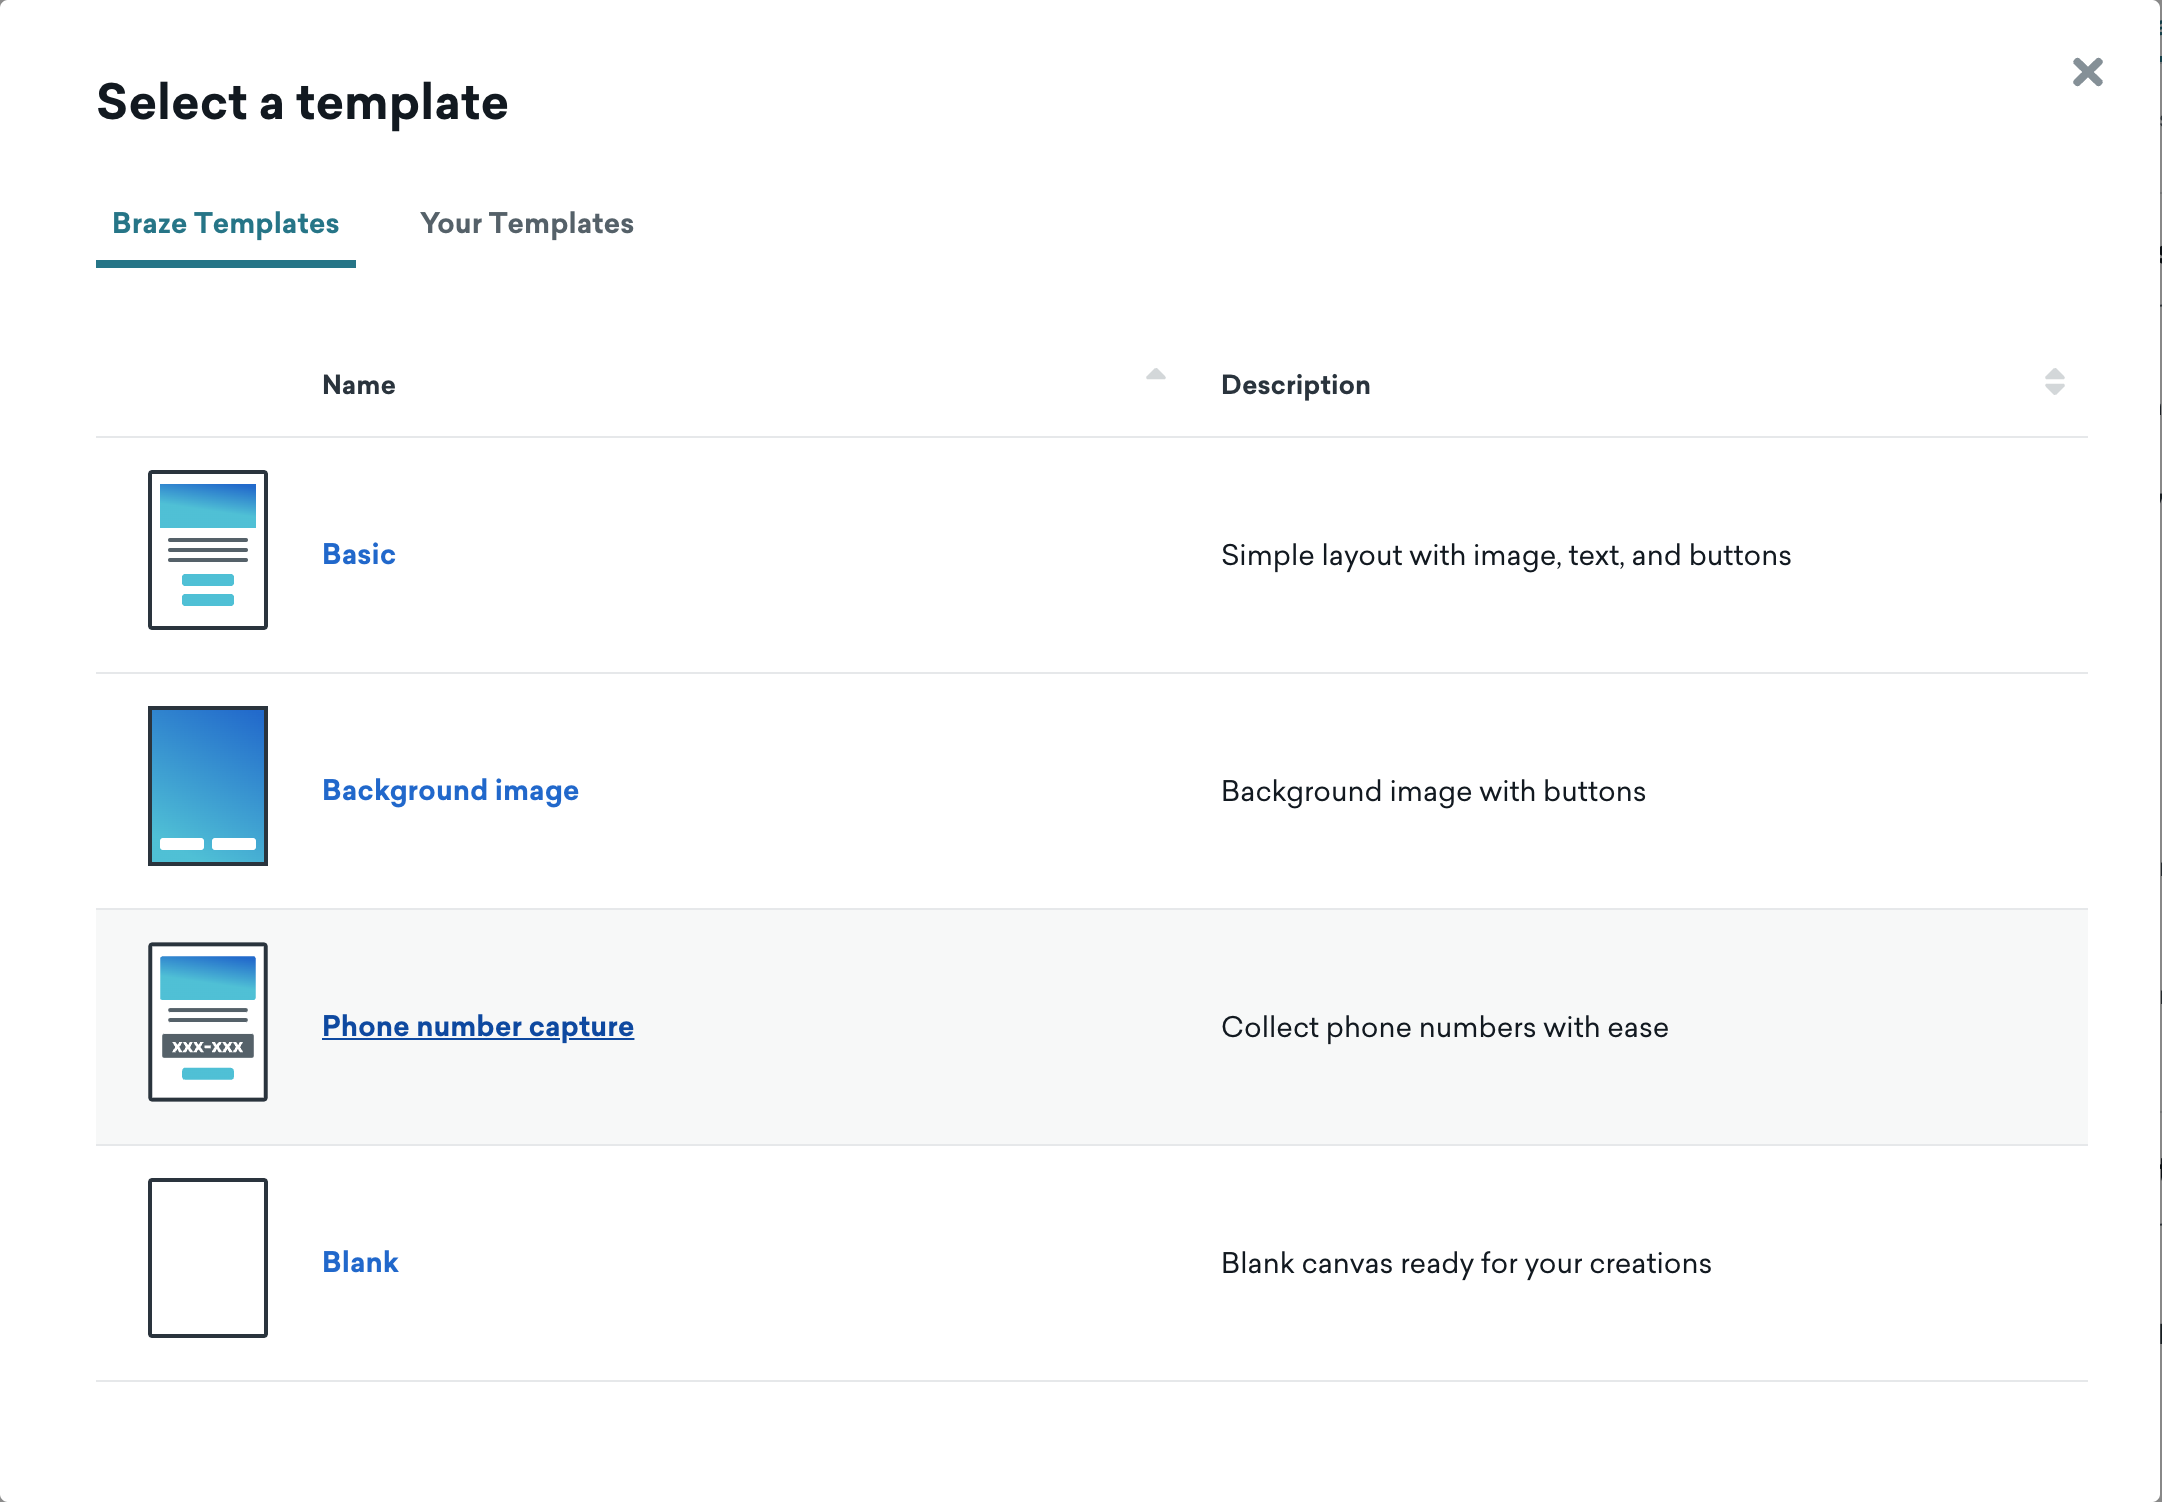 Select a template
Braze Templates Your Templates
Name Description
Basic Simple layout with image, text, and buttons
Background image Background image with buttons
xxx-xxx
Phone number capture Collect phone numbers with ease
Blank Blank canvas ready for your creations